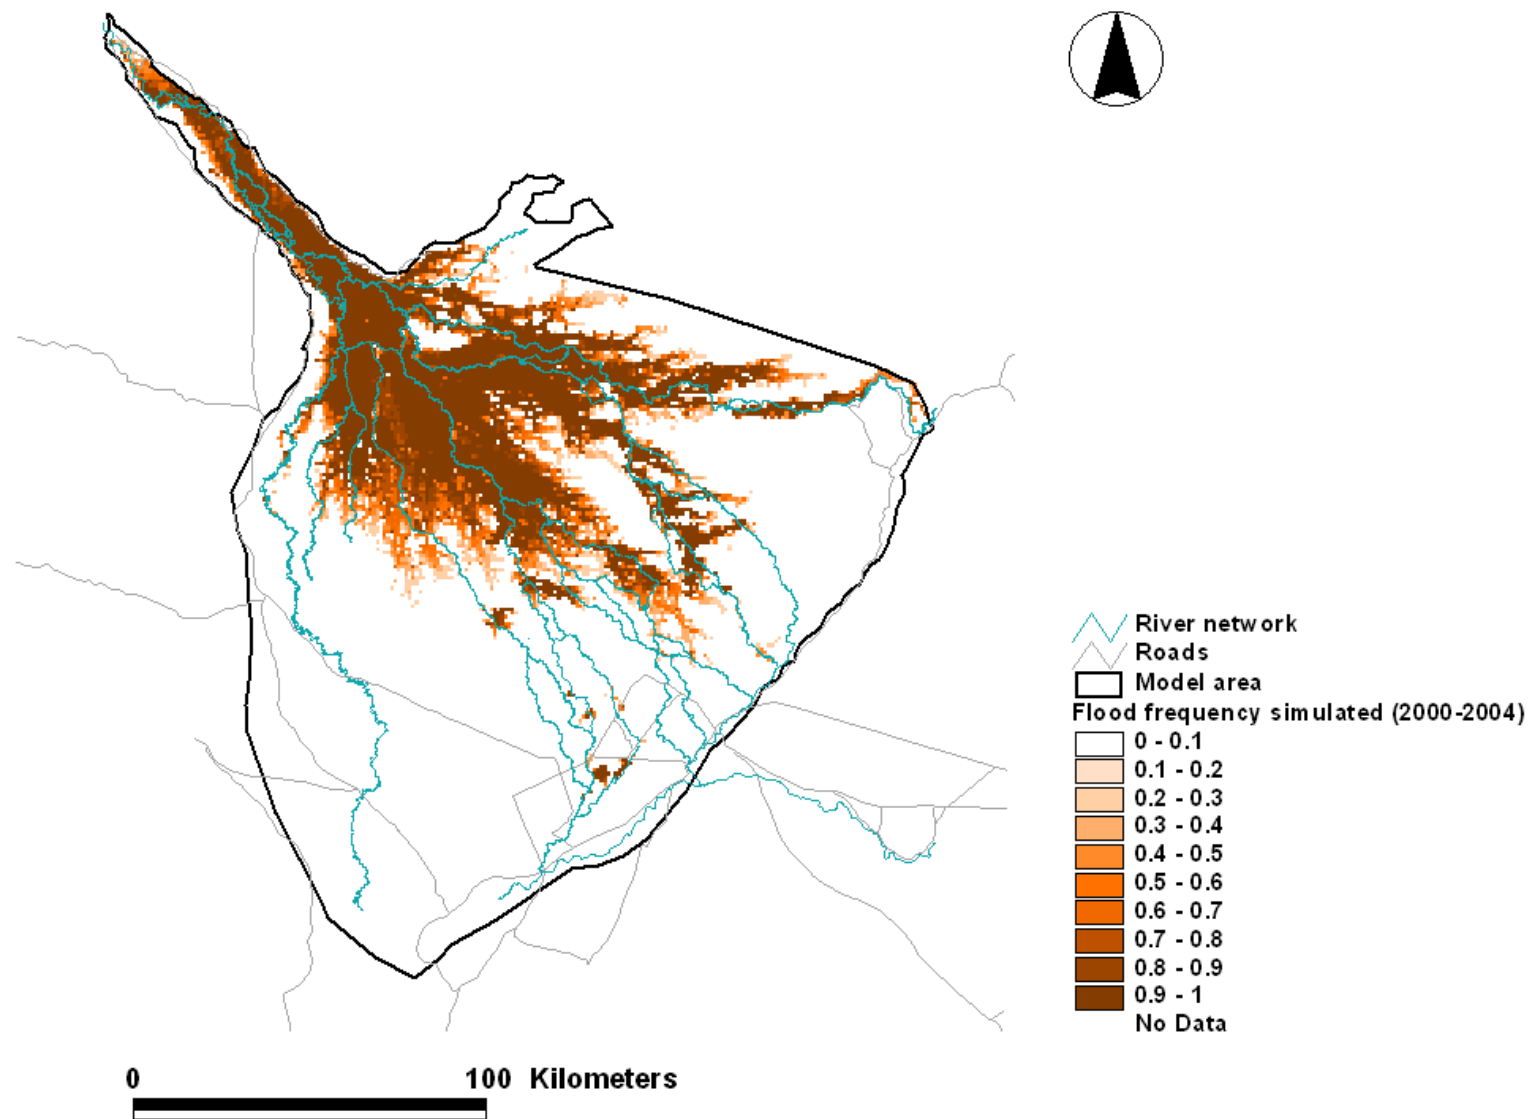 River network
Roads
Model area
Flood frequency simulated (2000-2004)
0 - 0.1
0.1 - 0.2
0.2 - 0.3
0.3 - 0.4
0.4 - 0.5
0.5 - 0.6
0.6 - 0.7
0.7 - 0.8
0.8 - 0.9
0.9 - 1
No Data
0 100 Kilometers